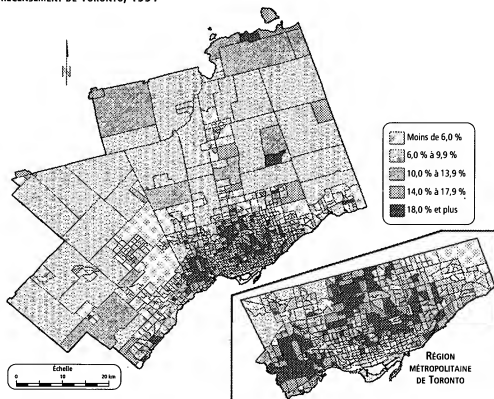 RECENSEMENT DE TORONTO, 1991
N
Moins de 6,0 %
6,0 % à 9,9 %
10,0 % à 13,9 %
14,0 % à 17,9 %
18,0 % et plus
Échelle
0 10 20 km
RÉGION
MÉTROPOLITAINE
DE TORONTO